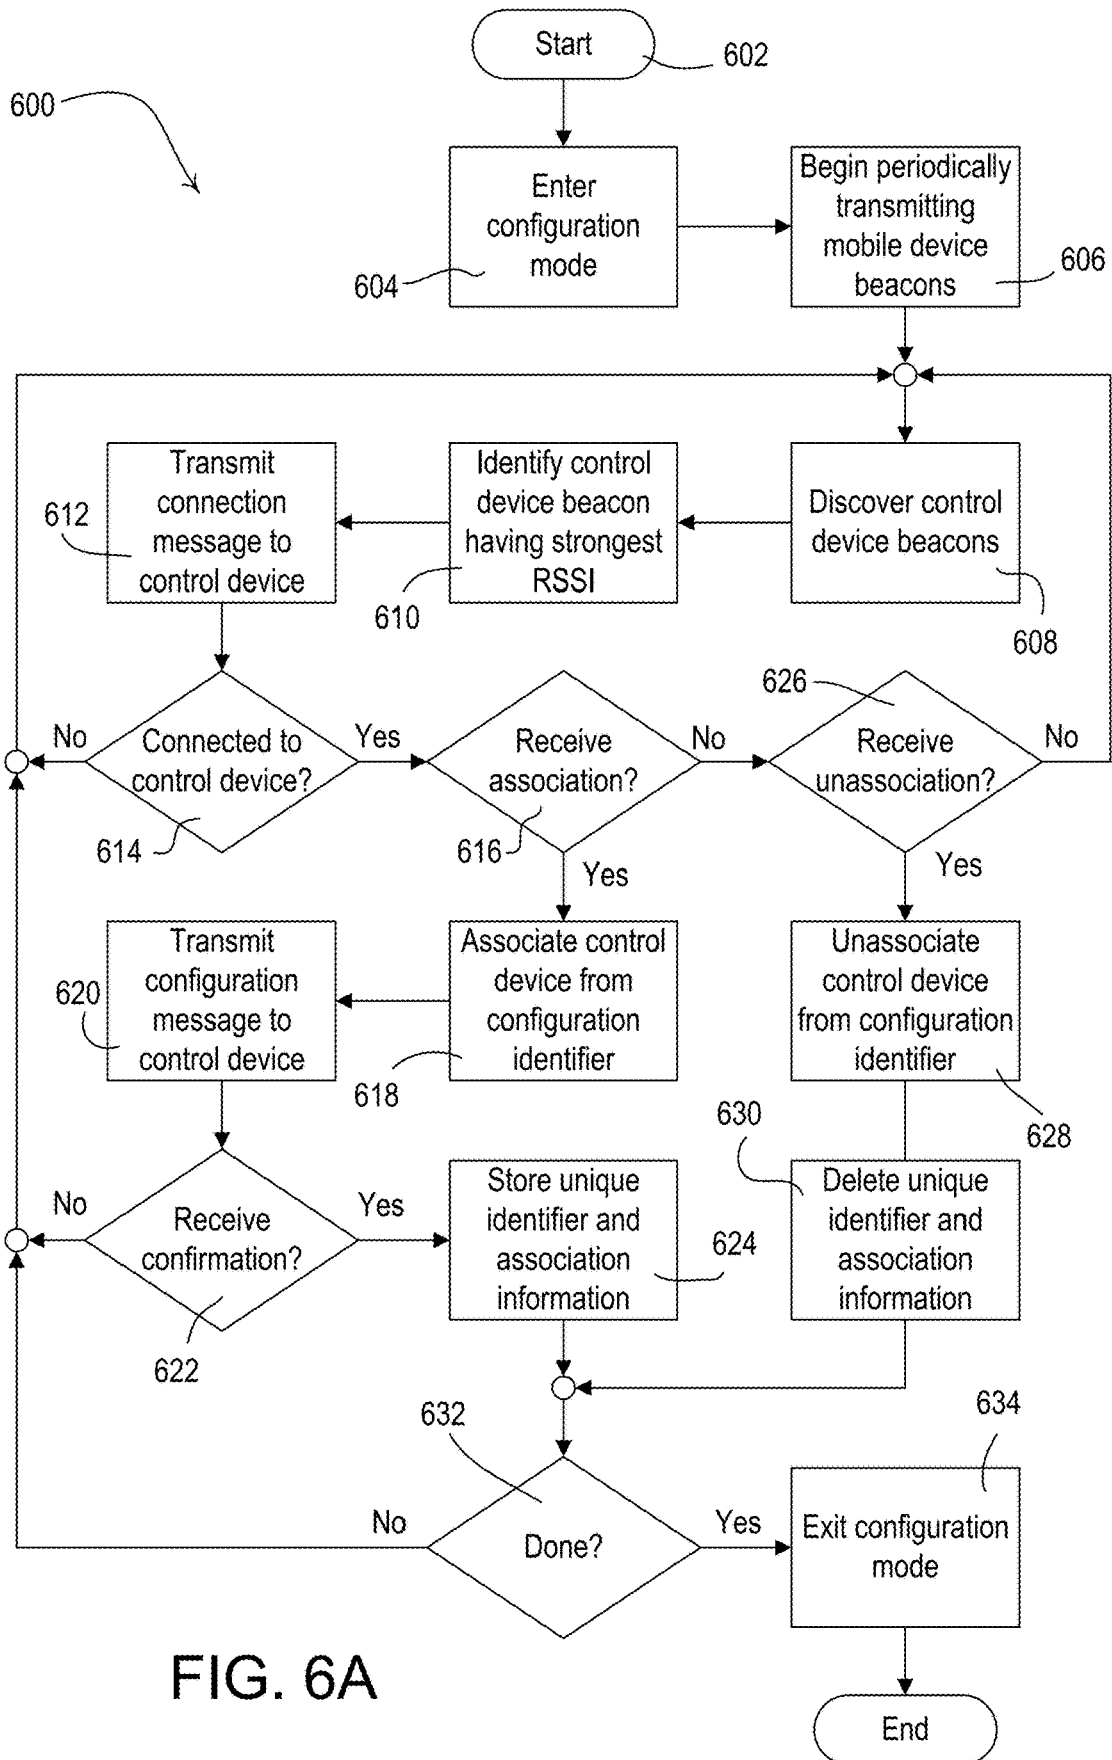 Start
602
600
Enter
configuration
mode
604
Begin periodically
transmitting
mobile device
beacons
606
Transmit
connection
message to
control device
612
Identify control
device beacon
having strongest
RSSI
610
Discover control
device beacons
608
No
Connected to
control device?
614
Yes
Receive
association?
616
No
626
Receive
unassociation?
No
Yes
Yes
Transmit
configuration
message to
control device
620
Associate control
device from
configuration
identifier
618
Unassociate
control device
from configuration
identifier
628
630
No
Receive
confirmation?
622
Yes
Store unique
identifier and
association
information
624
Delete unique
identifier and
association
information
632
No
Done?
Yes
634
Exit configuration
mode
FIG. 6A
End